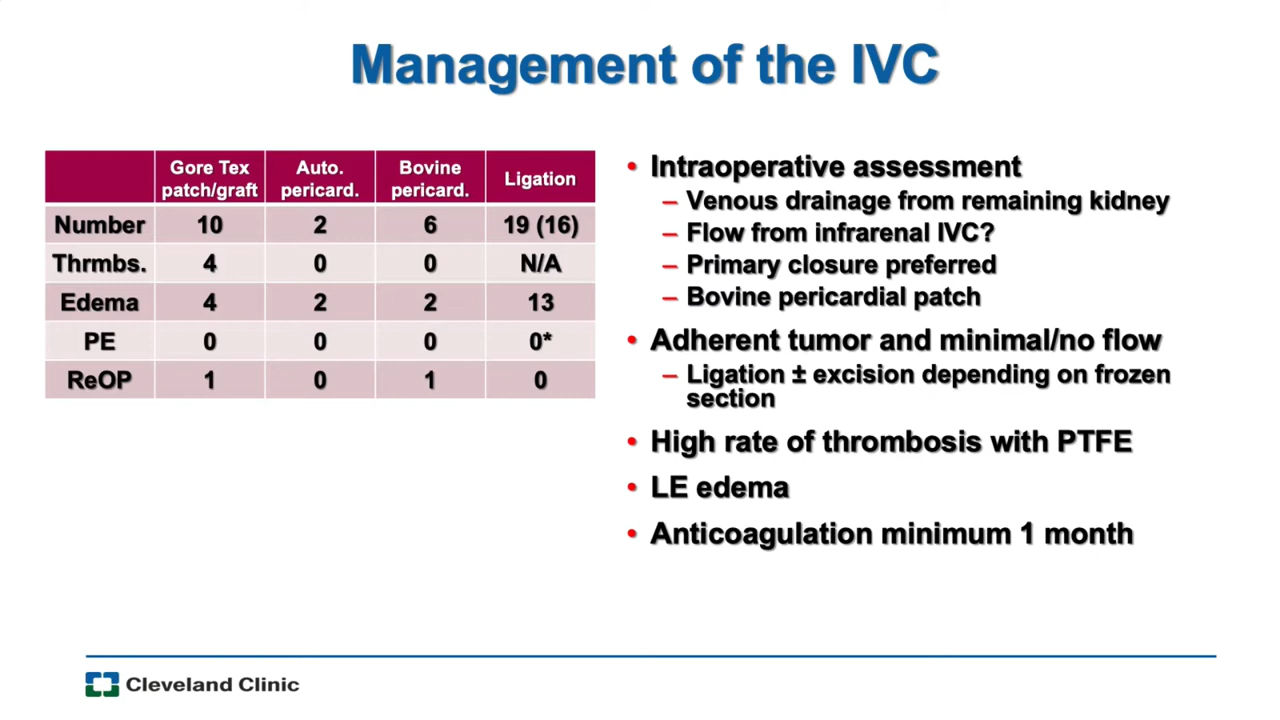 Management of the IVC
Gore Tex patch/graft Auto. pericard. Bovine pericard. Ligation
Number 10 2 6 19 (16)
Thrmbs. 4 0 0 N/A
Edema 4 2 2 13
PE 0 0 0 0*
ReOP 1 0 1 0
• Intraoperative assessment
– Venous drainage from remaining kidney
– Flow from infrarenal IVC?
– Primary closure preferred
– Bovine pericardial patch
• Adherent tumor and minimal/no flow
– Ligation ± excision depending on frozen
section
• High rate of thrombosis with PTFE
• LE edema
• Anticoagulation minimum 1 month
Cleveland Clinic